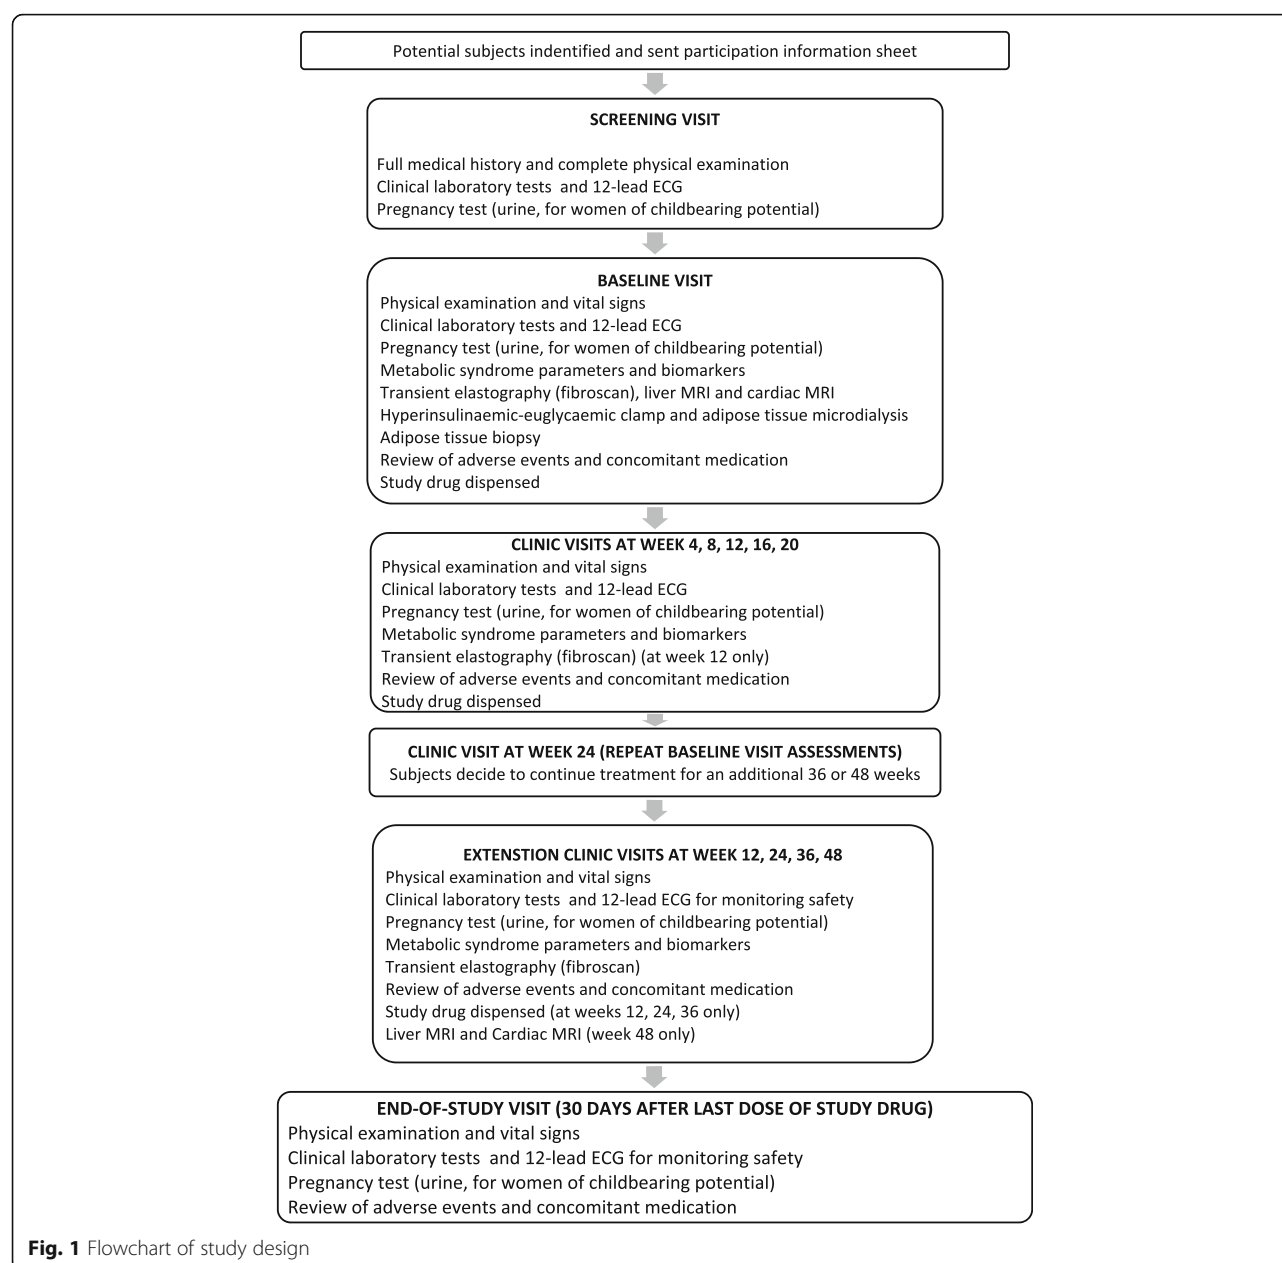 Potential subjects indentified and sent participation information sheet
SCREENING VISIT
Full medical history and complete physical examination
Clinical laboratory tests  and 12-lead ECG
Pregnancy test (urine, for women of childbearing potential)
BASELINE VISIT
Physical examination and vital signs
Clinical laboratory tests and 12-lead ECG
Pregnancy test (urine, for women of childbearing potential)
Metabolic syndrome parameters and biomarkers
Transient elastography (fibroscan), liver MRI and cardiac MRI
Hyperinsulinaemic-euglycaemic clamp and adipose tissue microdialysis
Adipose tissue biopsy
Review of adverse events and concomitant medication
Study drug dispensed
CLINIC VISITS AT WEEK 4, 8, 12, 16, 20
Physical examination and vital signs
Clinical laboratory tests  and 12-lead ECG
Pregnancy test (urine, for women of childbearing potential)
Metabolic syndrome parameters and biomarkers
Transient elastography (fibroscan) (at week 12 only)
Review of adverse events and concomitant medication
Study drug dispensed
CLINIC VISIT AT WEEK 24 (REPEAT BASELINE VISIT ASSESSMENTS)
Subjects decide to continue treatment for an additional 36 or 48 weeks
EXTENSTION CLINIC VISITS AT WEEK 12, 24, 36, 48
Physical examination and vital signs
Clinical laboratory tests  and 12-lead ECG for monitoring safety
Pregnancy test (urine, for women of childbearing potential)
Metabolic syndrome parameters and biomarkers
Transient elastography (fibroscan)
Review of adverse events and concomitant medication
Study drug dispensed (at weeks 12, 24, 36 only)
Liver MRI and Cardiac MRI (week 48 only)
END-OF-STUDY VISIT (30 DAYS AFTER LAST DOSE OF STUDY DRUG)
Physical examination and vital signs
Clinical laboratory tests  and 12-lead ECG for monitoring safety
Pregnancy test (urine, for women of childbearing potential)
Review of adverse events and concomitant medication
Fig. 1 Flowchart of study design